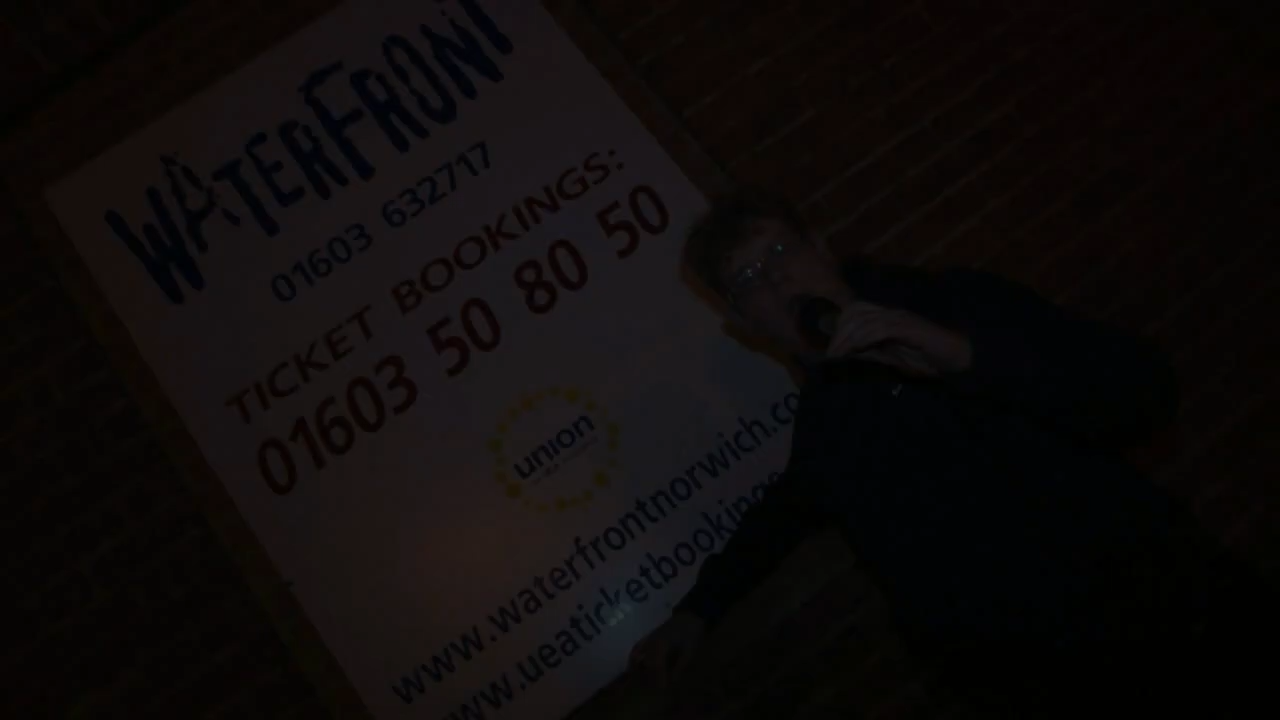 WATERFRONT
01603 632717
TICKET BOOKINGS:
01603 50 80 50
union
www.waterfrontnorwich.co
www.ueaticketbookings